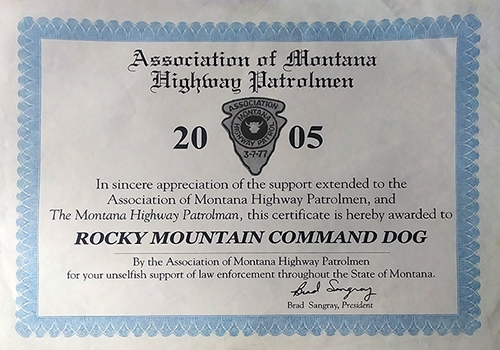 Association of Montana
Highway Patrolmen
ASSOCIATION
MONTANA
HIGHWAY PATROL
3-7-77
20 05
In sincere appreciation of the support extended to the
Association of Montana Highway Patrolmen, and
The Montana Highway Patrolman, this certificate is hereby awarded to
ROCKY MOUNTAIN COMMAND DOG
By the Association of Montana Highway Patrolmen
for your unselfish support of law enforcement throughout the State of Montana.
Brad Sangray
Brad Sangray, President